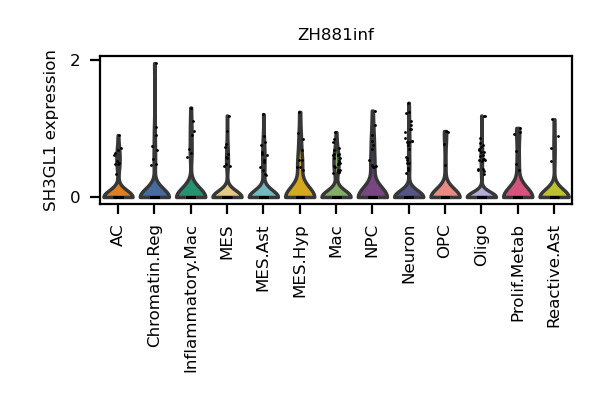 ZH881inf
SH3GL1 expression
2
0
AC
Chromatin.Reg
Inflammatory.Mac
MES
MES.Ast
MES.Hyp
Mac
NPC
Neuron
OPC
Oligo
Prolif.Metab
Reactive.Ast